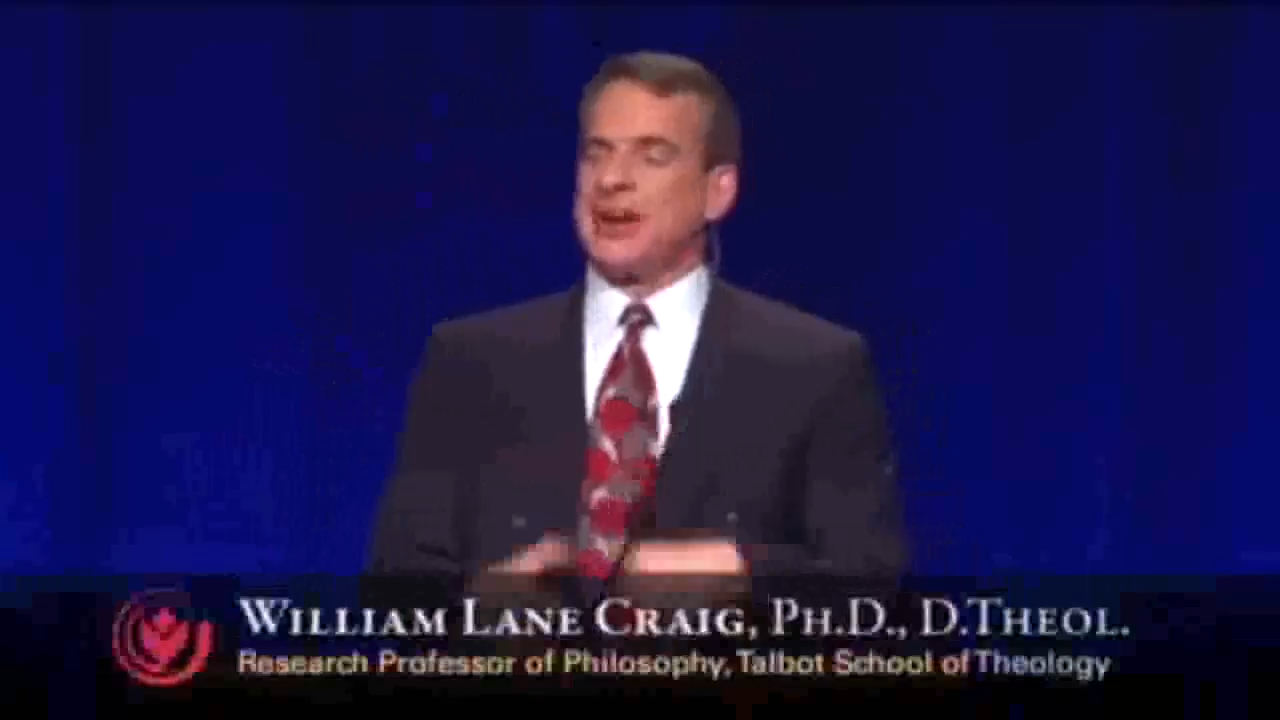 WILLIAM LANE CRAIG, PH.D., D.THEOL.
Research Professor of Philosophy, Talbot School of Theology